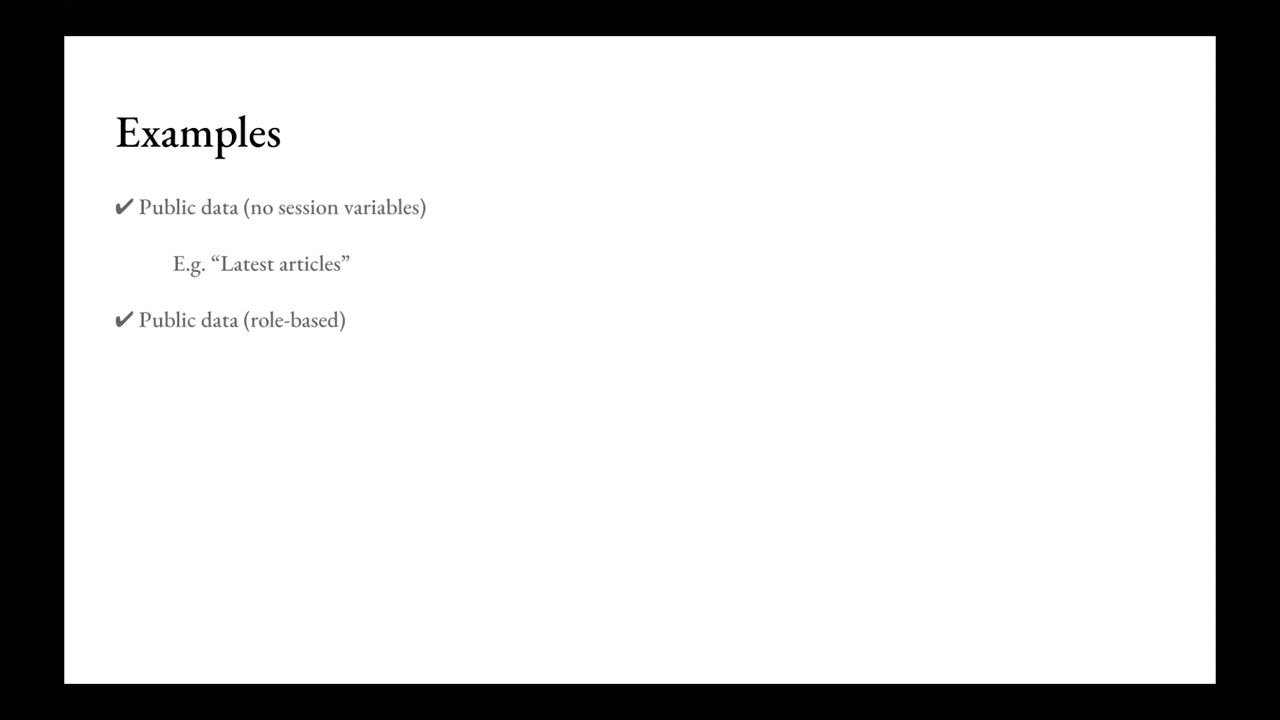 Examples
✔ Public data (no session variables)
E.g. “Latest articles”
✔ Public data (role-based)